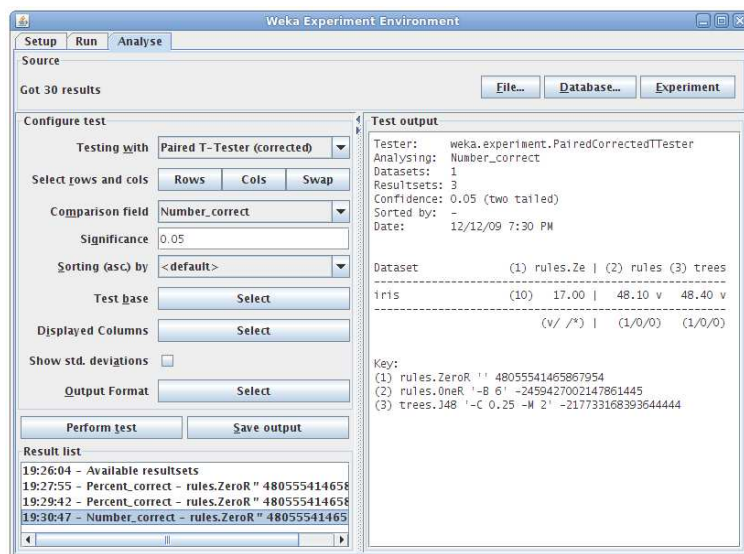 Weka Experiment Environment
Setup Run Analyse
Source
Got 30 results
File... Database... Experiment
Configure test
Testing with Paired T-Tester (corrected)
Select rows and cols Rows Cols Swap
Comparison field Number_correct
Significance 0.05
Sorting (asc.) by <default>
Test base Select
Displayed Columns Select
Show std. deviations
Output Format Select
Perform test Save output
Result list
19:26:04 - Available resultsets
19:27:55 - Percent_correct - rules.ZeroR '' 480555414658
19:29:42 - Percent_correct - rules.ZeroR '' 480555414658
19:30:47 - Number_correct - rules.ZeroR '' 48055541465
Test output
Tester: weka.experiment.PairedCorrectedTTester
Analysing: Number_correct
Datasets: 1
Resultsets: 3
Confidence: 0.05 (two tailed)
Sorted by: -
Date: 12/12/09 7:30 PM
Dataset (1) rules.Ze | (2) rules (3) trees
--------------------------------------------------------------
iris (10) 17.00 | 48.10 v 48.40 v
--------------------------------------------------------------
(v/ /*) | (1/0/0) (1/0/0)
Key:
(1) rules.ZeroR '' 48055541465867954
(2) rules.OneR '-B 6' -2459427002147861445
(3) trees.J48 '-C 0.25 -M 2' -217733168393644444